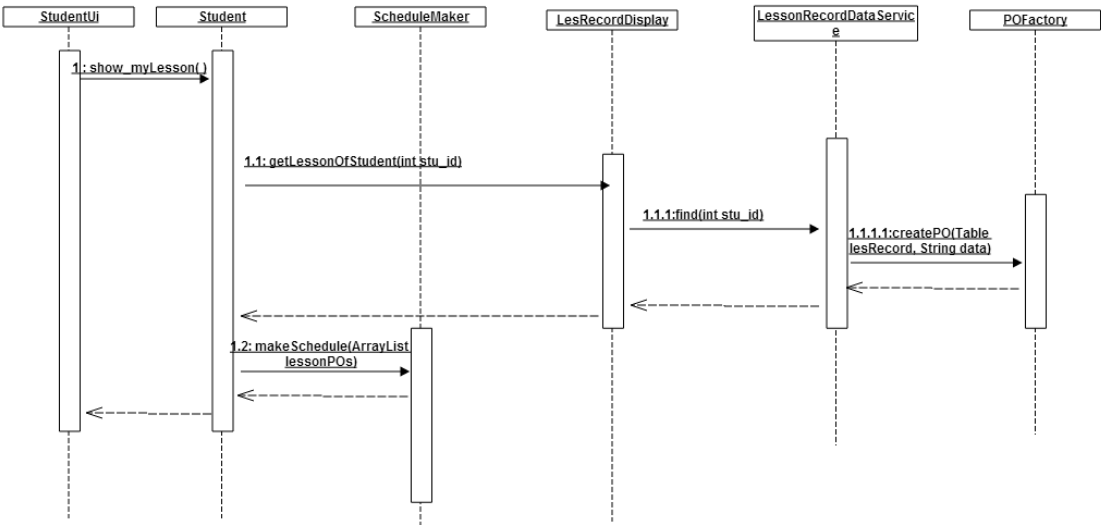 StudentUi
Student
ScheduleMaker
LesRecordDisplay
LessonRecordDataServic
e
POFactory
1 : show_myLesson( )
1.1: getLessonOfStudent(int stu_id)
1.1.1:find(int stu_id)
1.1.1.1:createPO(Table
lesRecord, String data)
1.2: makeSchedule(ArrayList
lessonPOs)